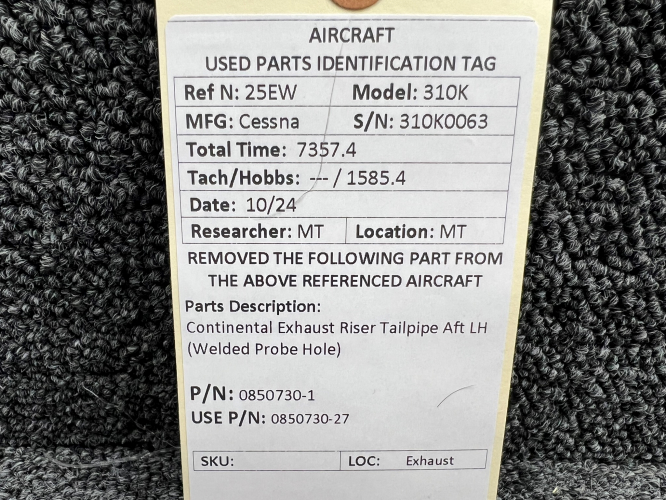 AIRCRAFT
USED PARTS IDENTIFICATION TAG
Ref N: 25EW Model: 310K
MFG: Cessna S/N: 310K0063
Total Time: 7357.4
Tach/Hobbs: --- / 1585.4
Date: 10/24
Researcher: MT Location: MT
REMOVED THE FOLLOWING PART FROM
THE ABOVE REFERENCED AIRCRAFT
Parts Description:
Continental Exhaust Riser Tailpipe Aft LH
(Welded Probe Hole)
P/N: 0850730-1
USE P/N: 0850730-27
SKU: LOC: Exhaust